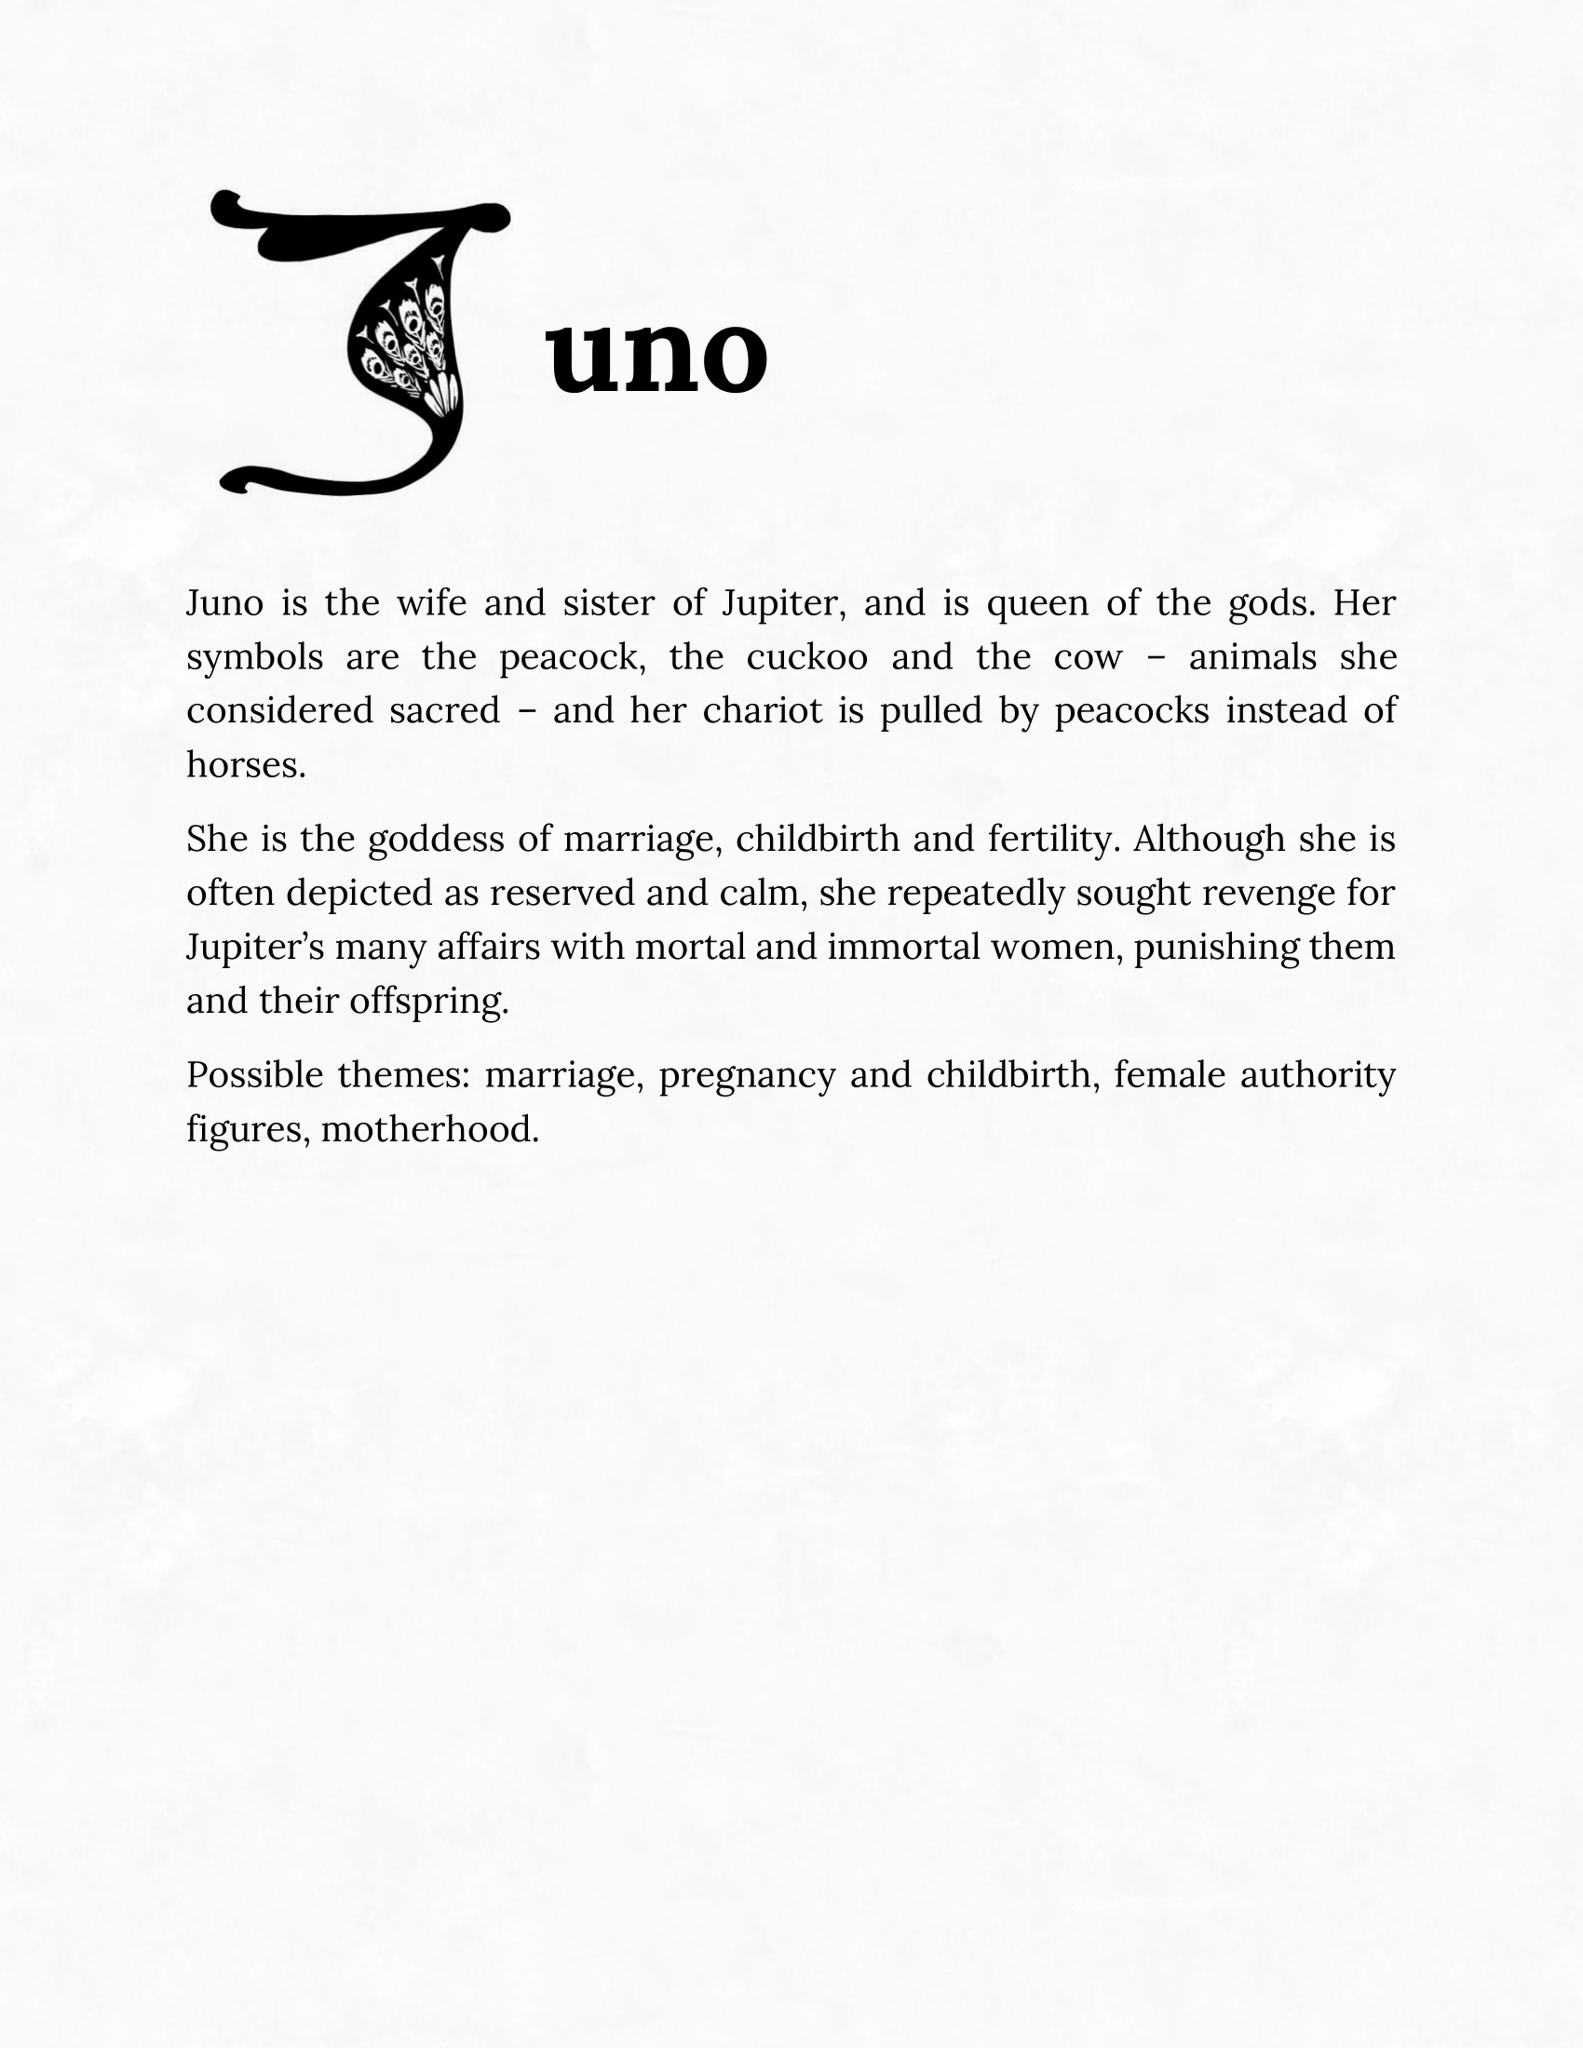 Juno
Juno is the wife and sister of Jupiter, and is queen of the gods. Her
symbols are the peacock, the cuckoo and the cow – animals she
considered sacred – and her chariot is pulled by peacocks instead of
horses.
She is the goddess of marriage, childbirth and fertility. Although she is
often depicted as reserved and calm, she repeatedly sought revenge for
Jupiter’s many affairs with mortal and immortal women, punishing them
and their offspring.
Possible themes: marriage, pregnancy and childbirth, female authority
figures, motherhood.